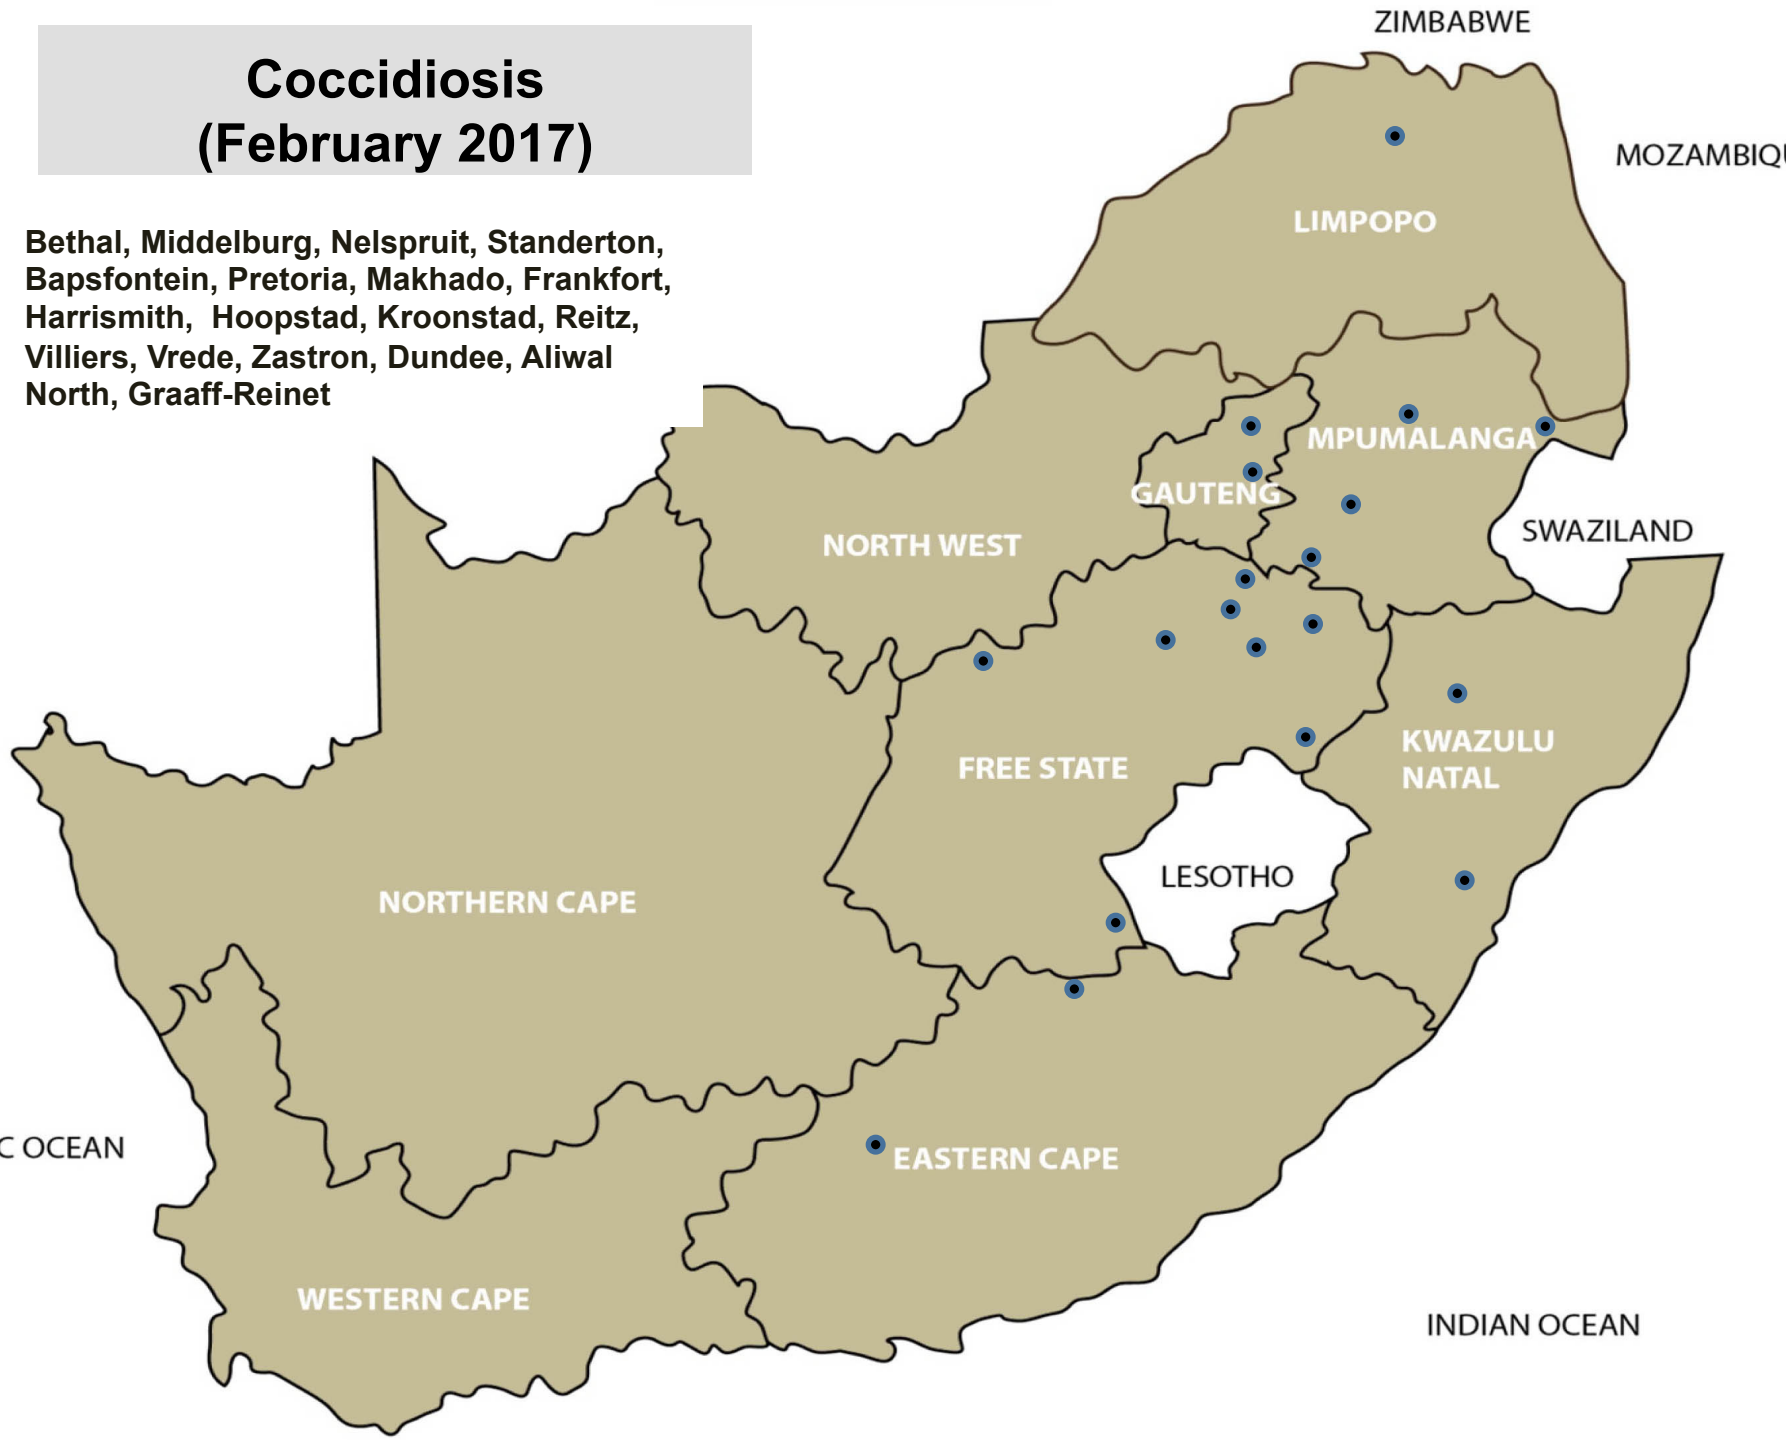 Coccidiosis
(February 2017)
Bethal, Middelburg, Nelspruit, Standerton,
Bapsfontein, Pretoria, Makhado, Frankfort,
Harrismith, Hoopstad, Kroonstad, Reitz,
Villiers, Vrede, Zastron, Dundee, Aliwal
North, Graaff-Reinet
ZIMBABWE
MOZAMBIQU
LIMPOPO
MPUMALANGA
GAUTENG
SWAZILAND
NORTH WEST
KWAZULU
NATAL
FREE STATE
LESOTHO
NORTHERN CAPE
C OCEAN
EASTERN CAPE
WESTERN CAPE
INDIAN OCEAN